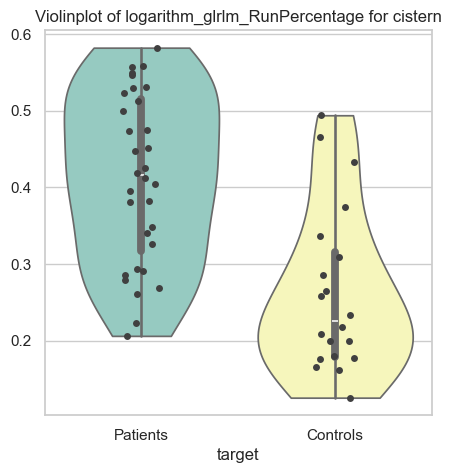 Violinplot of logarithm_glrlm_RunPercentage for cistern
0.6
0.5
0.4
0.3
0.2
Patients
Controls
target